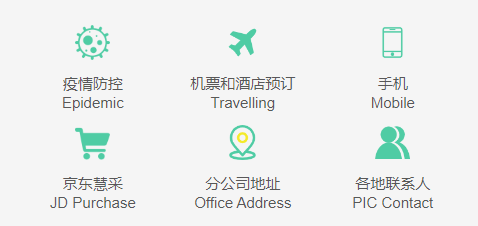 疫情防控
Epidemic
机票和酒店预订
Travelling
手机
Mobile
京东慧采
JD Purchase
分公司地址
Office Address
各地联系人
PIC Contact